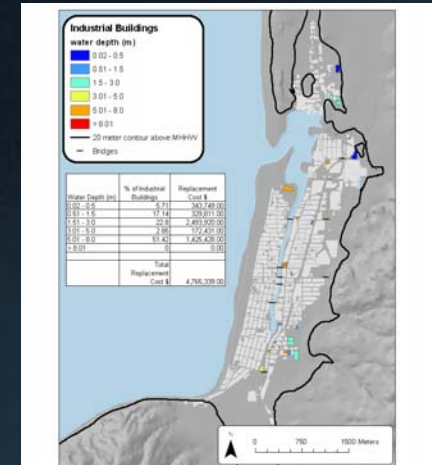 Industrial Buildings
water depth (m)
0.02 - 0.5
0.51 - 1.5
1.5 - 3.0
3.01 - 5.0
5.01 - 8.0
> 8.01
20 meter contour above MHHW
Bridges
Water Depth (m) % of Industrial Buildings Replacement Cost $
0.02 - 0.5 5.71 343,749.00
0.51 - 1.5 17.14 329,811.00
1.51 - 3.0 22.8
3.01 - 5.0 2.85 172,431.00
5.01 - 8.0 51.42 1,425,428.00
> 8.01 0 0.00
Total Replacement Cost $ 4,765,339.00
N
0 750 1500 Meters